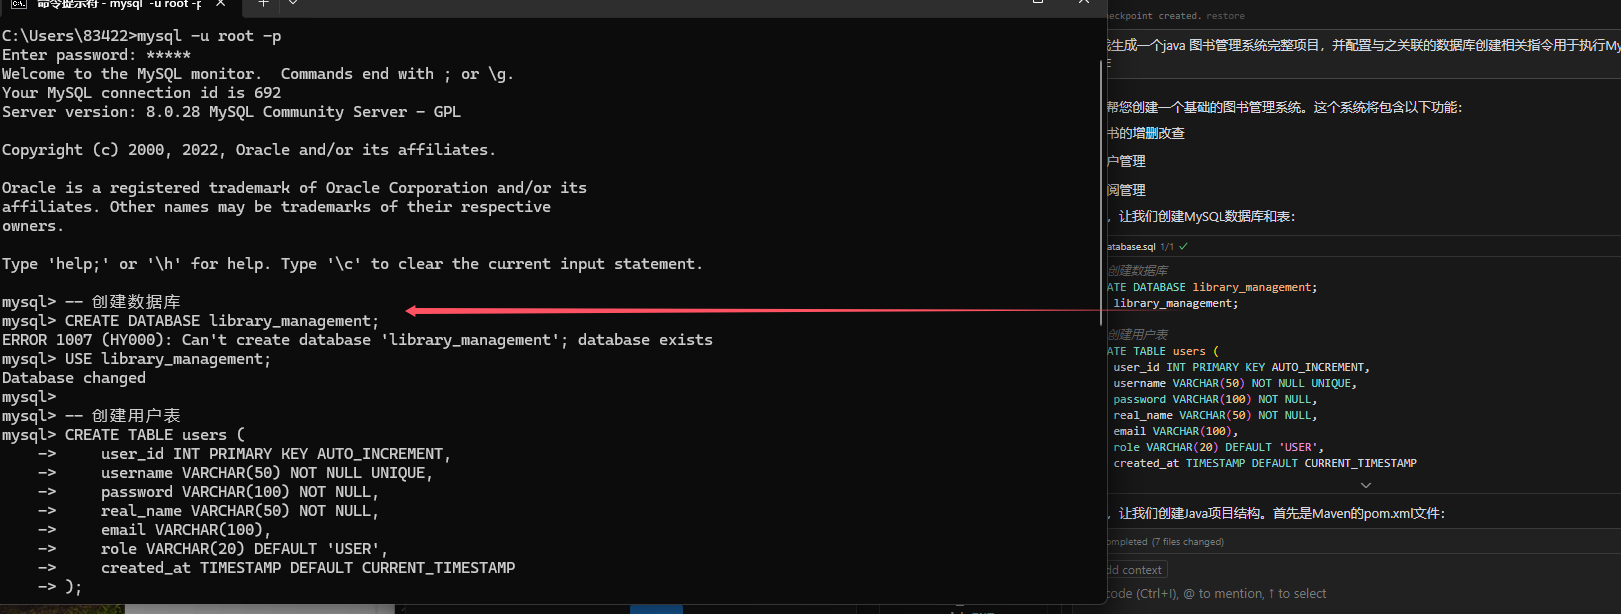 命令提示符 - mysql -u root -p
C:\Users\83422>mysql -u root -p
Enter password: *****
Welcome to the MySQL monitor.  Commands end with ; or \g.
Your MySQL connection id is 692
Server version: 8.0.28 MySQL Community Server - GPL
Copyright (c) 2000, 2022, Oracle and/or its affiliates.
Oracle is a registered trademark of Oracle Corporation and/or its
affiliates. Other names may be trademarks of their respective
owners.
Type 'help;' or '\h' for help. Type '\c' to clear the current input statement.
mysql> -- 创建数据库
mysql> CREATE DATABASE library_management;
ERROR 1007 (HY000): Can't create database 'library_management'; database exists
mysql> USE library_management;
Database changed
mysql>
mysql> -- 创建用户表
mysql> CREATE TABLE users (
    ->     user_id INT PRIMARY KEY AUTO_INCREMENT,
    ->     username VARCHAR(50) NOT NULL UNIQUE,
    ->     password VARCHAR(100) NOT NULL,
    ->     real_name VARCHAR(50) NOT NULL,
    ->     email VARCHAR(100),
    ->     role VARCHAR(20) DEFAULT 'USER',
    ->     created_at TIMESTAMP DEFAULT CURRENT_TIMESTAMP
    -> );
eckpoint created. restore
生成一个java 图书管理系统完整项目，并配置与之关联的数据库创建相关指令用于执行My
帮您创建一个基础的图书管理系统。这个系统将包含以下功能：
书的增删改查
户管理
阅管理
，让我们创建MySQL数据库和表：
atabase.sql 1/1
创建数据库
ATE DATABASE library_management;
library_management;
创建用户表
ATE TABLE users (
user_id INT PRIMARY KEY AUTO_INCREMENT,
username VARCHAR(50) NOT NULL UNIQUE,
password VARCHAR(100) NOT NULL,
real_name VARCHAR(50) NOT NULL,
email VARCHAR(100),
role VARCHAR(20) DEFAULT 'USER',
created_at TIMESTAMP DEFAULT CURRENT_TIMESTAMP
，让我们创建Java项目结构。首先是Maven的pom.xml文件：
ompleted (7 files changed)
dd context
code (Ctrl+I), @ to mention, ↑ to select